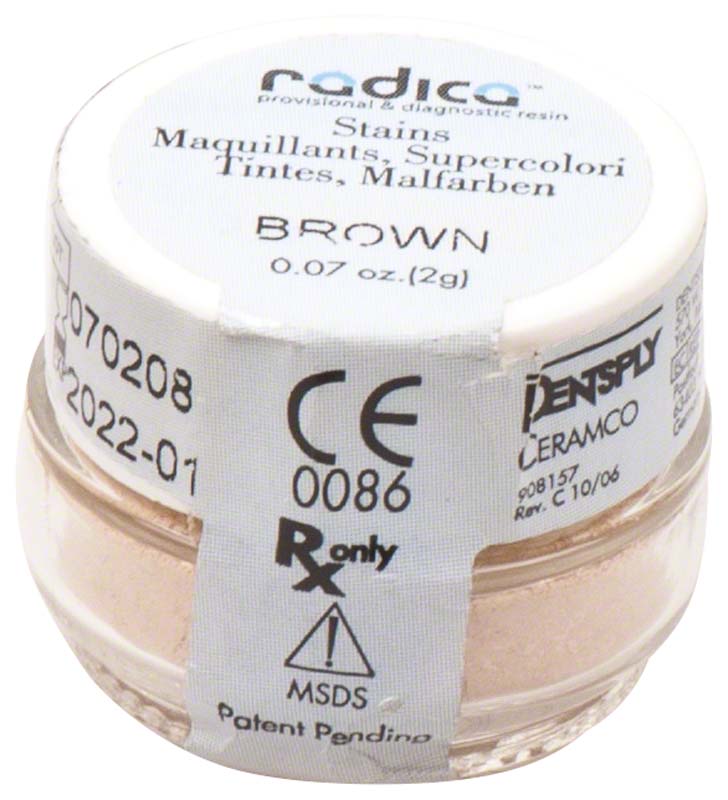 radica™
provisional & diagnostic resin
Stains
Maquillants, Supercolori
Tintes, Malfarben
BROWN
0.07 oz.(2g)
070208
2022-01
CE
0086
Rx only
MSDS
Patent Pending
DENTSPLY
CERAMCO
908157
Rev. C 10/06